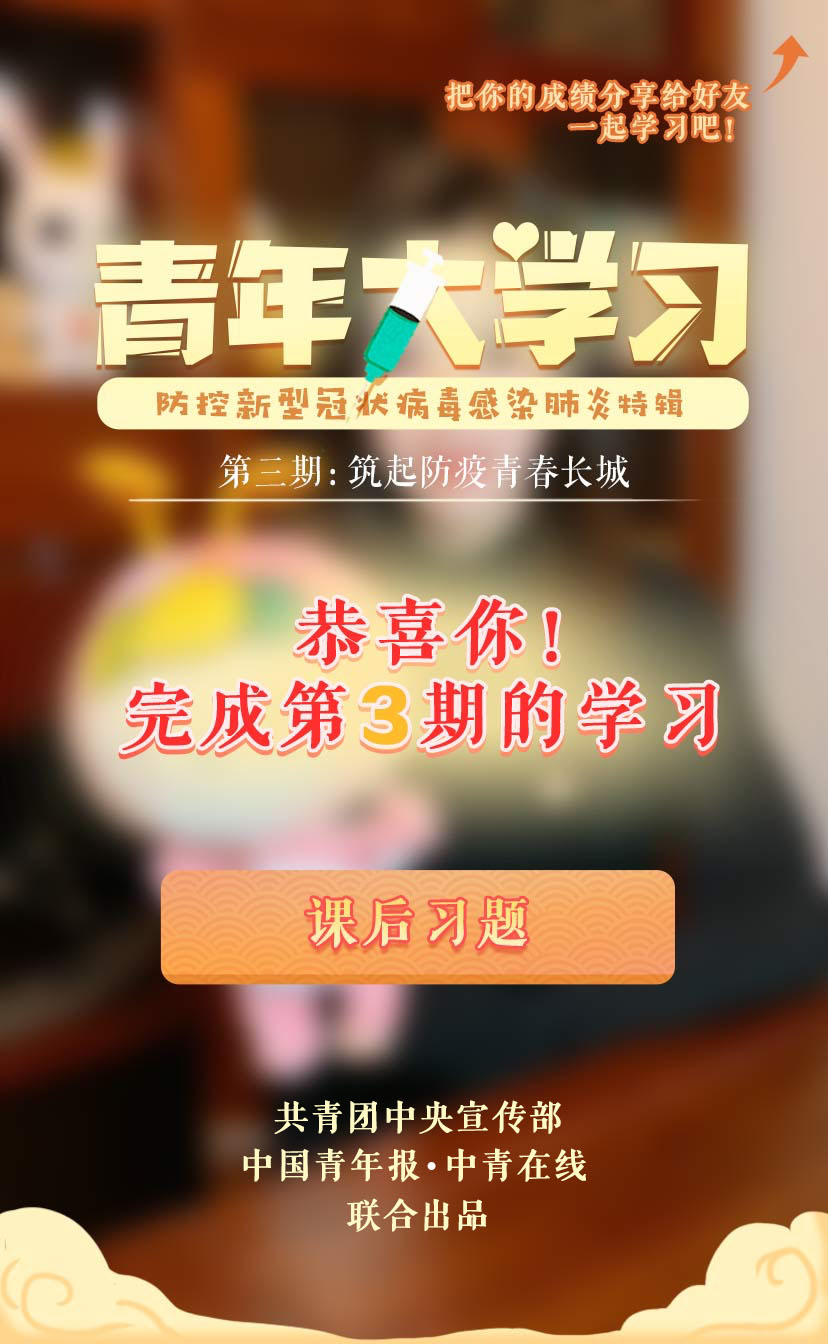 把你的成绩分享给好友
一起学习吧!
青年大学习
防控新型冠状病毒感染肺炎特辑
第三期:筑起防疫青春长城
恭喜你!
完成第3期的学习
课后习题
共青团中央宣传部
中国青年报·中青在线
联合出品